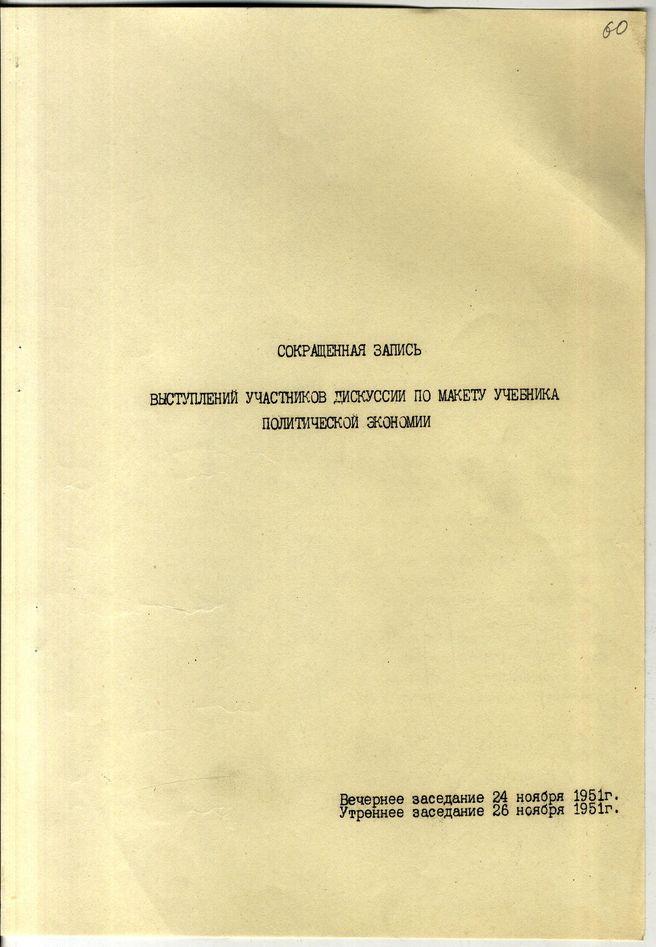 60
СОКРАЩЕННАЯ ЗАПИСЬ
ВЫСТУПЛЕНИЙ УЧАСТНИКОВ ДИСКУССИИ ПО МАКЕТУ УЧЕБНИКА
ПОЛИТИЧЕСКОЙ ЭКОНОМИИ
Вечернее заседание 24 ноября 1951г.
Утреннее заседание 26 ноября 1951г.